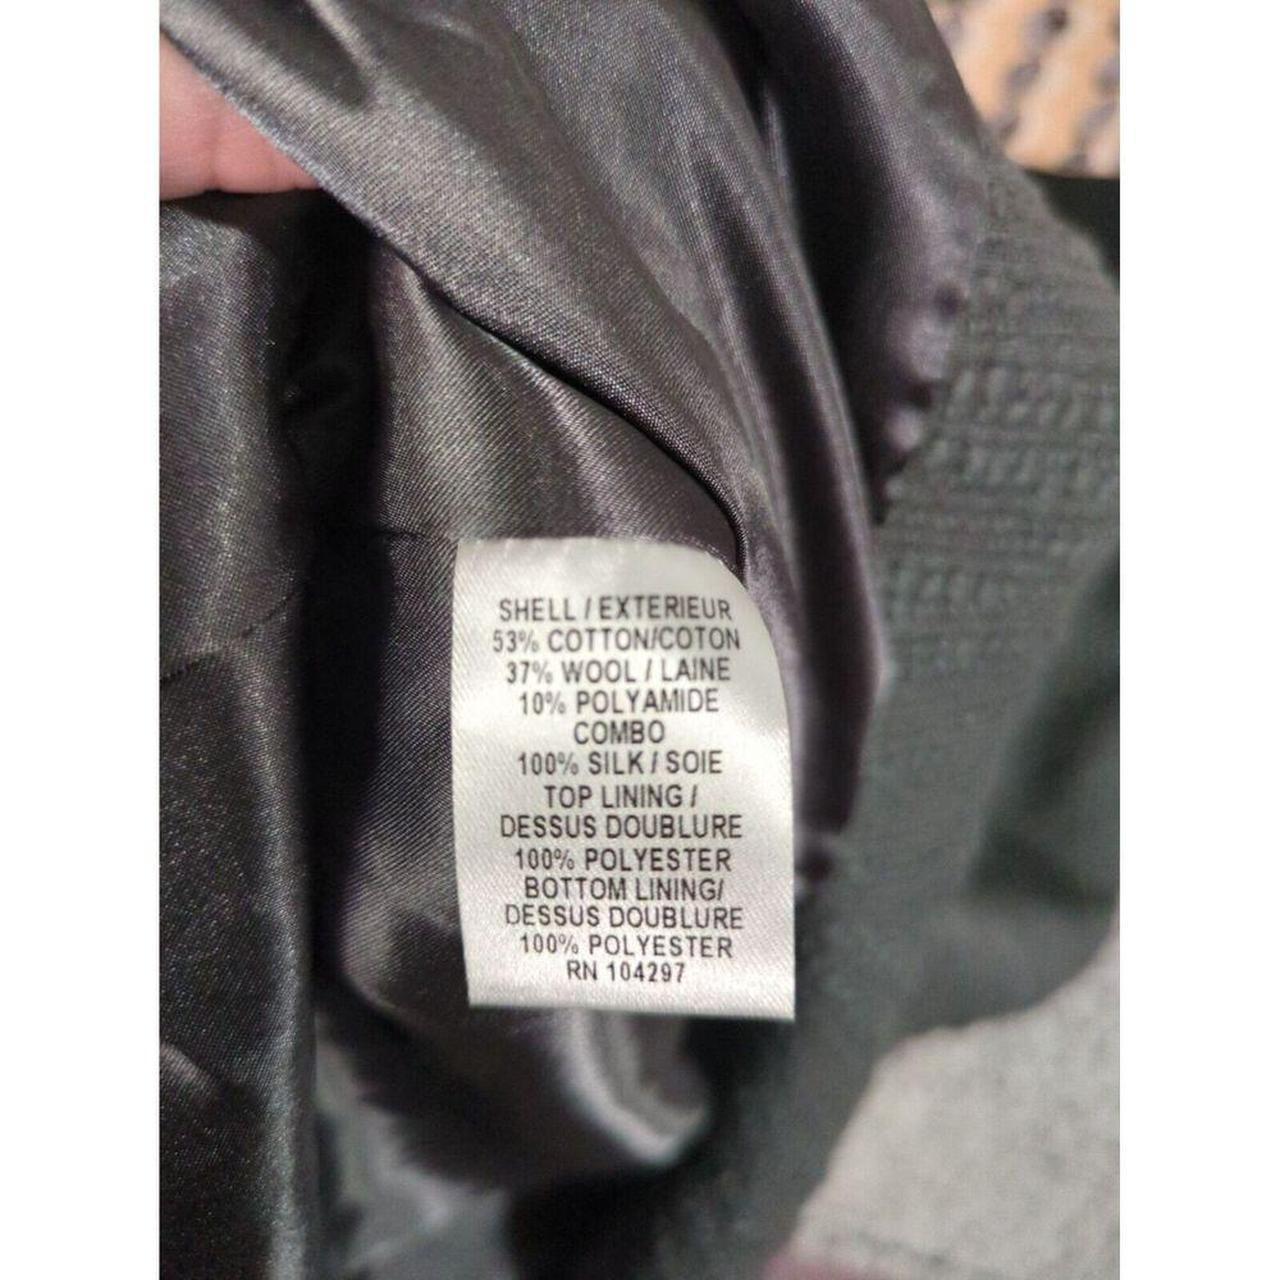 SHELL / EXTERIEUR
53% COTTON/COTON
37% WOOL / LAINE
10% POLYAMIDE
COMBO
100% SILK / SOIE
TOP LINING /
DESSUS DOUBLURE
100% POLYESTER
BOTTOM LINING/
DESSUS DOUBLURE
100% POLYESTER
RN 104297